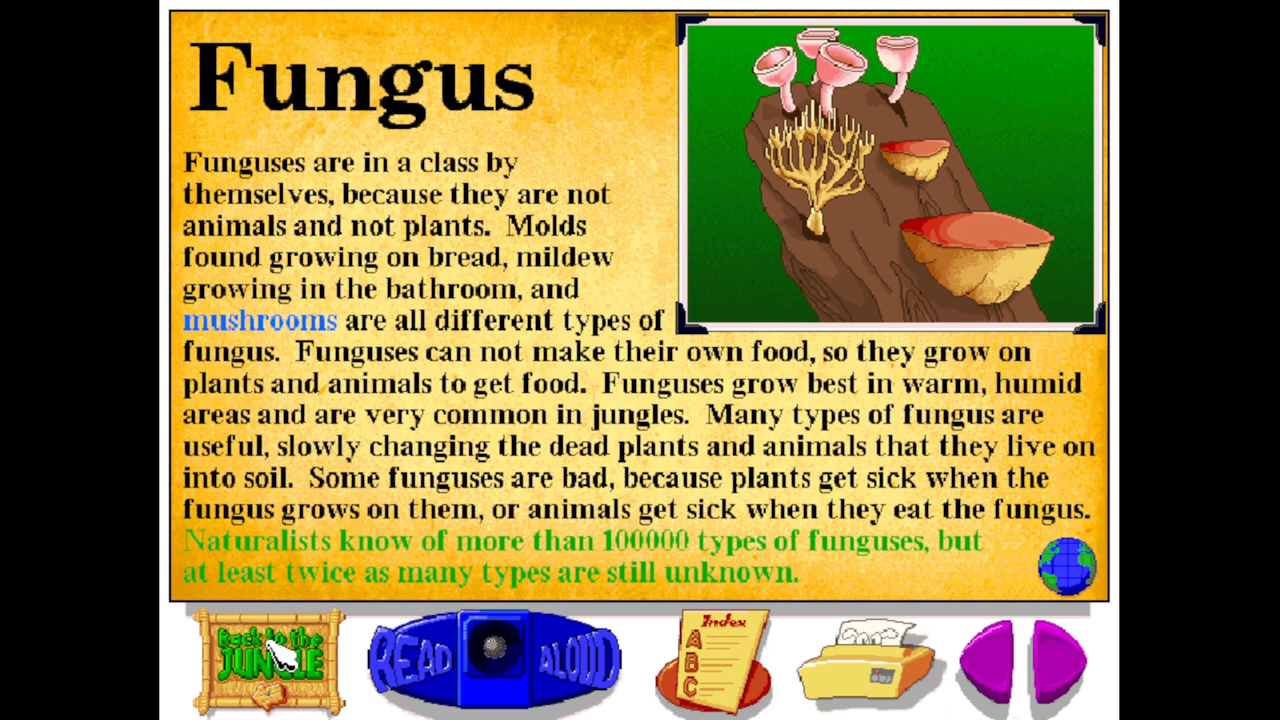 Fungus
Funguses are in a class by
themselves, because they are not
animals and not plants.  Molds
found growing on bread, mildew
growing in the bathroom, and
mushrooms are all different types of
fungus.  Funguses can not make their own food, so they grow on
plants and animals to get food.  Funguses grow best in warm, humid
areas and are very common in jungles.  Many types of fungus are
useful, slowly changing the dead plants and animals that they live on
into soil.  Some funguses are bad, because plants get sick when the
fungus grows on them, or animals get sick when they eat the fungus.
Naturalists know of more than 100000 types of funguses, but
at least twice as many types are still unknown.
Back to the
JUNGLE
READ ALOUD
Index
A
B
C